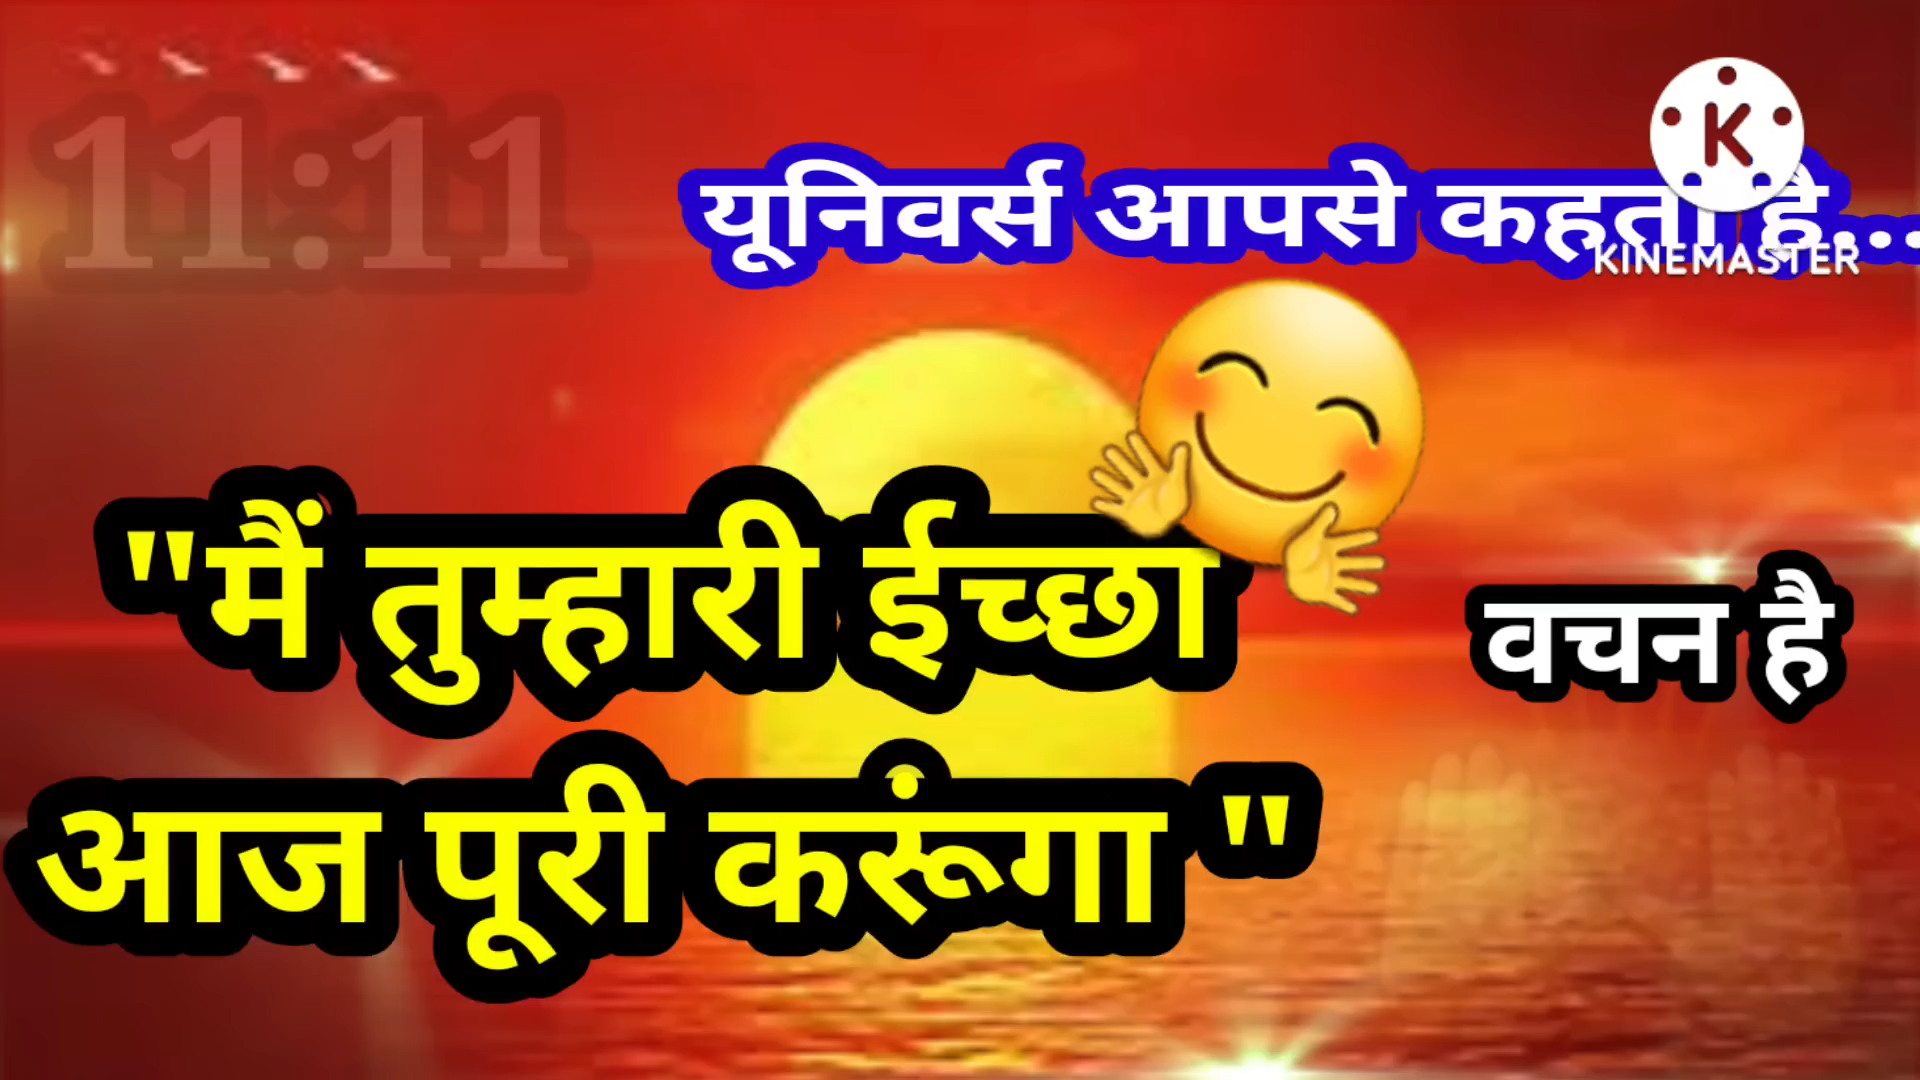 11:11
यूनिवर्स आपसे कहता है...
K
KINEMASTER
"मैं तुम्हारी ईच्छा
वचन है
आज पूरी करूंगा "